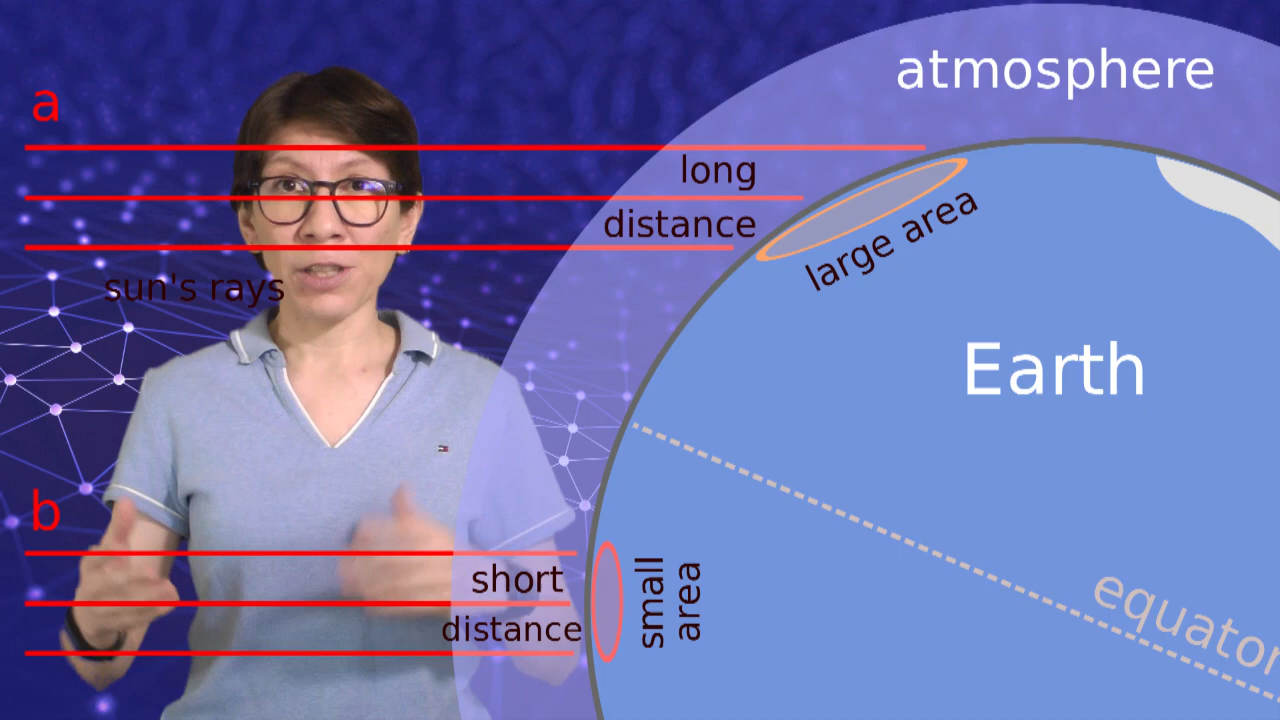 atmosphere
a
long
distance
large area
sun's rays
Earth
b
short
distance
small
area
equator